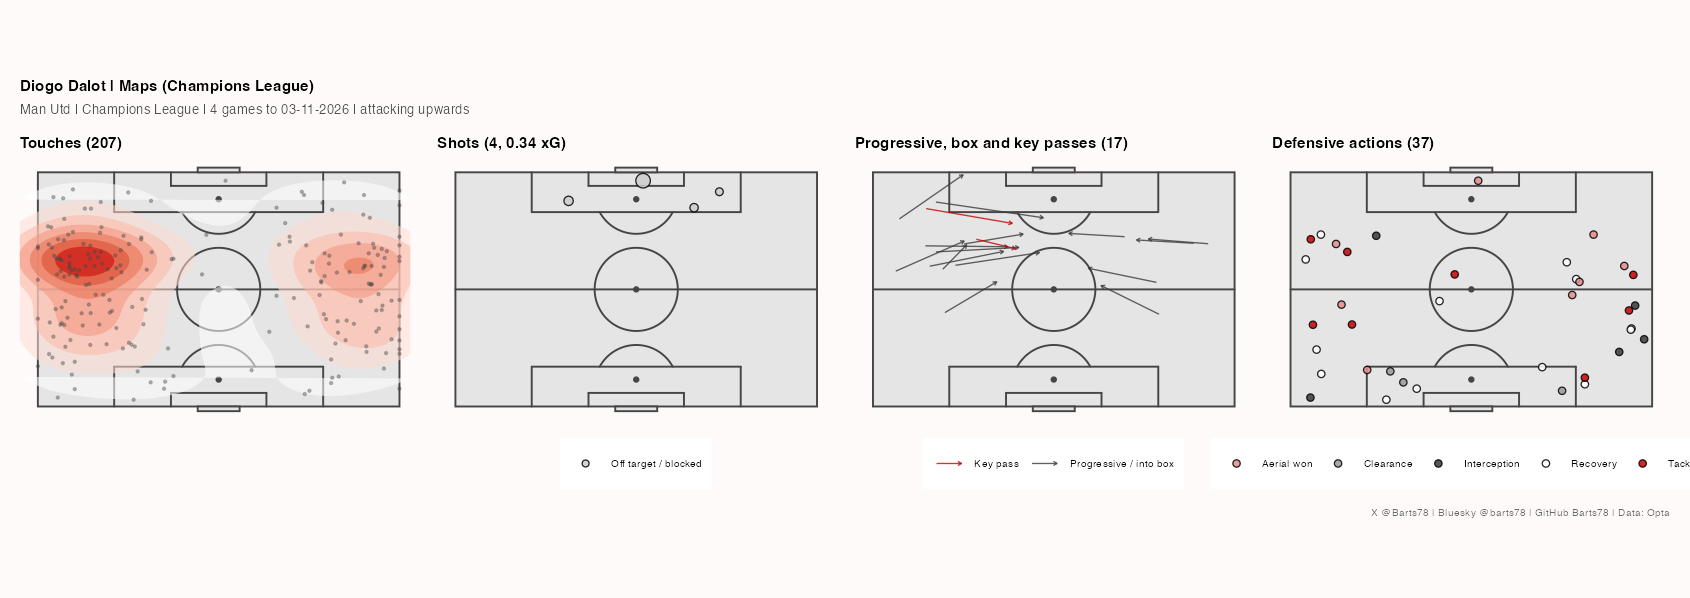 Diogo Dalot | Maps (Champions League)
Man Utd | Champions League | 4 games to 03-11-2026 | attacking upwards
Touches (207)
Shots (4, 0.34 xG)
Progressive, box and key passes (17)
Defensive actions (37)
Off target / blocked
Key pass
Progressive / into box
Aerial won
Clearance
Interception
Recovery
Tack
X @Barts78 | Bluesky @barts78 | GitHub Barts78 | Data: Opta